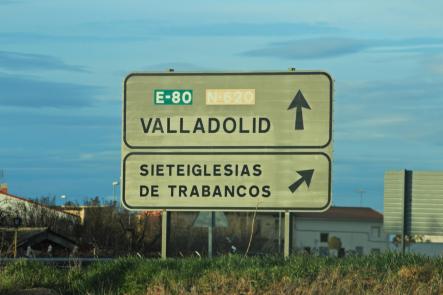 E-80 N-620
VALLADOLID
SIETEIGLESIAS
DE TRABANCOS